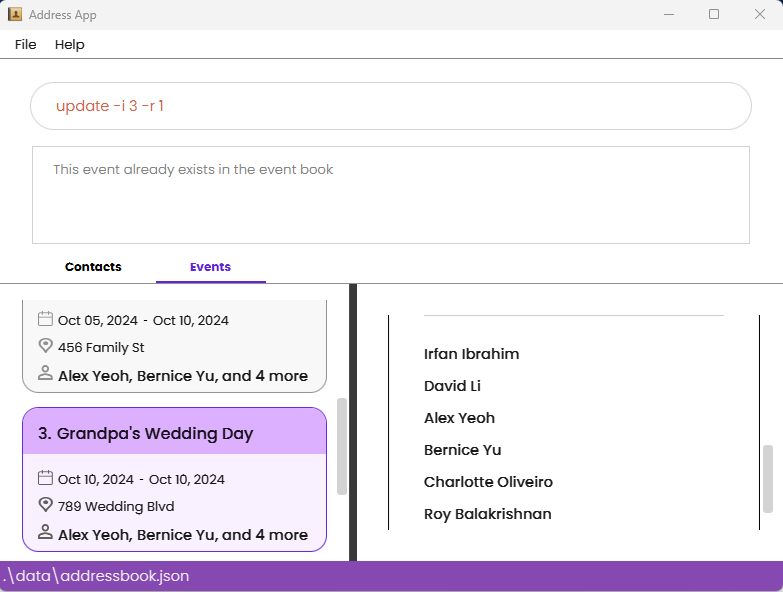 Address App
File Help
update -i 3 -r 1
This event already exists in the event book
Contacts Events
Oct 05, 2024 - Oct 10, 2024
456 Family St
Alex Yeoh, Bernice Yu, and 4 more
3. Grandpa's Wedding Day
Oct 10, 2024 - Oct 10, 2024
789 Wedding Blvd
Alex Yeoh, Bernice Yu, and 4 more
Irfan Ibrahim
David Li
Alex Yeoh
Bernice Yu
Charlotte Oliveiro
Roy Balakrishnan
.\data\addressbook.json